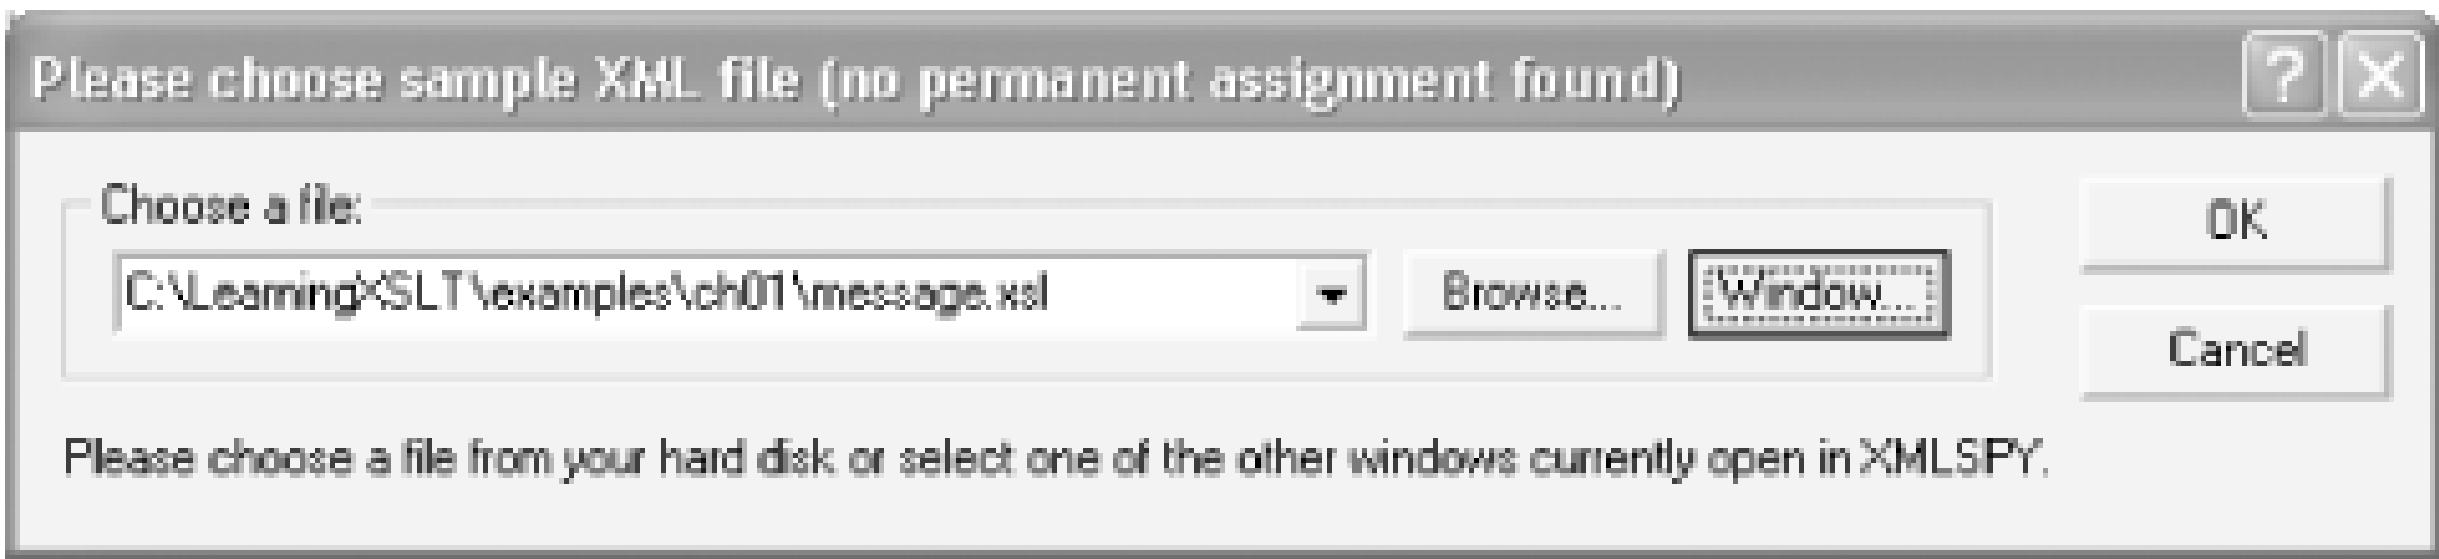 Please choose sample XML file (no permanent assignment found)
Choose a file:
C:\LearningXSLT\examples\ch01\message.xsl
Browse...
Window...
OK
Cancel
Please choose a file from your hard disk or select one of the other windows currently open in XMLSPY.